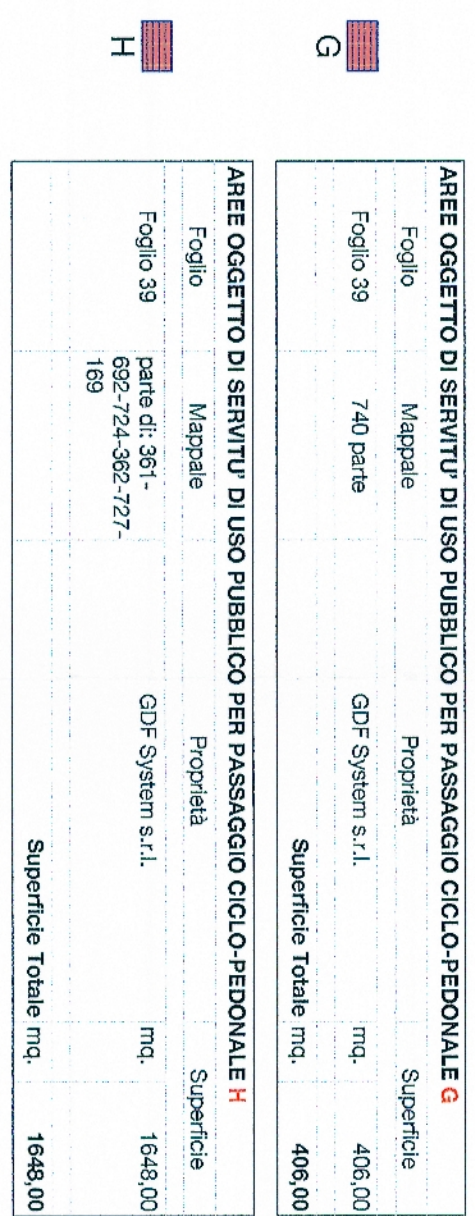 G
AREE OGGETTO DI SERVITU' DI USO PUBBLICO PER PASSAGGIO CICLO-PEDONALE G
Foglio Mappale Proprietà Superficie
Foglio 39 740 parte GDF System s.r.l. mq. 406,00
Superficie Totale mq. 406,00
H
AREE OGGETTO DI SERVITU' DI USO PUBBLICO PER PASSAGGIO CICLO-PEDONALE H
Foglio Mappale Proprietà Superficie
Foglio 39 parte di: 361- GDF System s.r.l. mq. 1648,00
692-724-362-727-
169
Superficie Totale mq. 1648,00